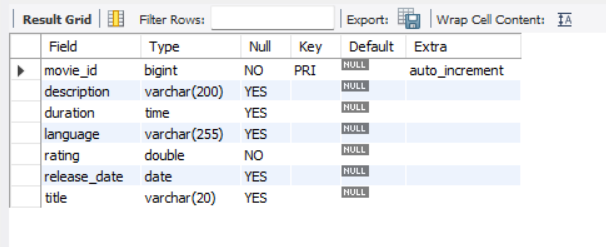 Result Grid Filter Rows: Export: Wrap Cell Content: IA
Field Type Null Key Default Extra
movie_id bigint NO PRI NULL auto_increment
description varchar(200) YES NULL
duration time YES NULL
language varchar(255) YES NULL
rating double NO NULL
release_date date YES NULL
title varchar(20) YES NULL